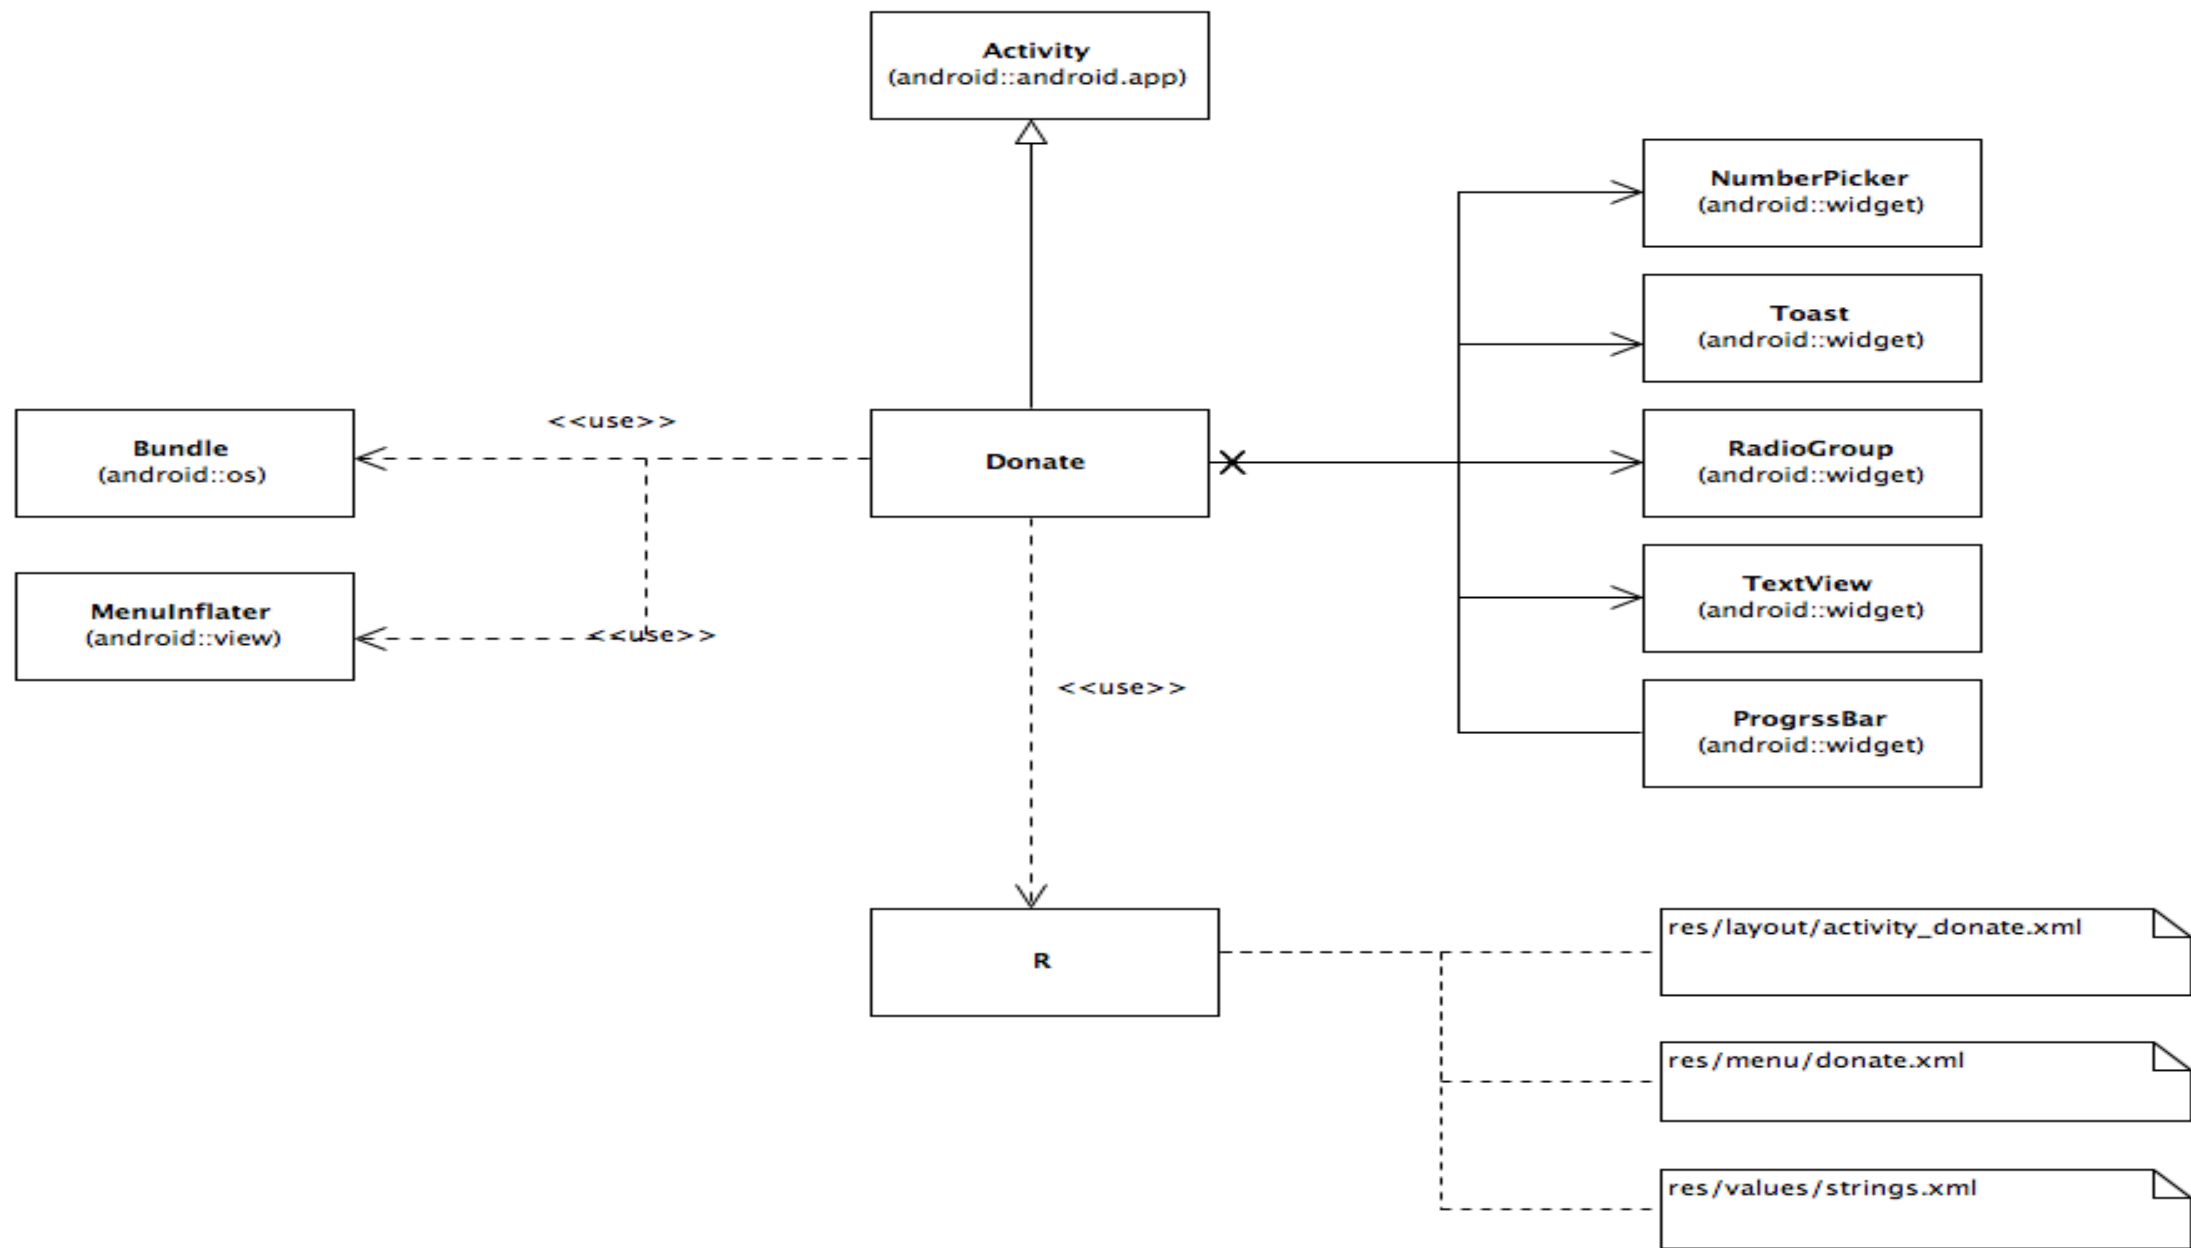 Activity
(android::android.app)
NumberPicker
(android::widget)
Toast
(android::widget)
<<use>>
Bundle
(android::os)
Donate
RadioGroup
(android::widget)
MenuInflater
(android::view)
<<use>>
TextView
(android::widget)
<<use>>
ProgrssBar
(android::widget)
R
res/layout/activity_donate.xml
res/menu/donate.xml
res/values/strings.xml